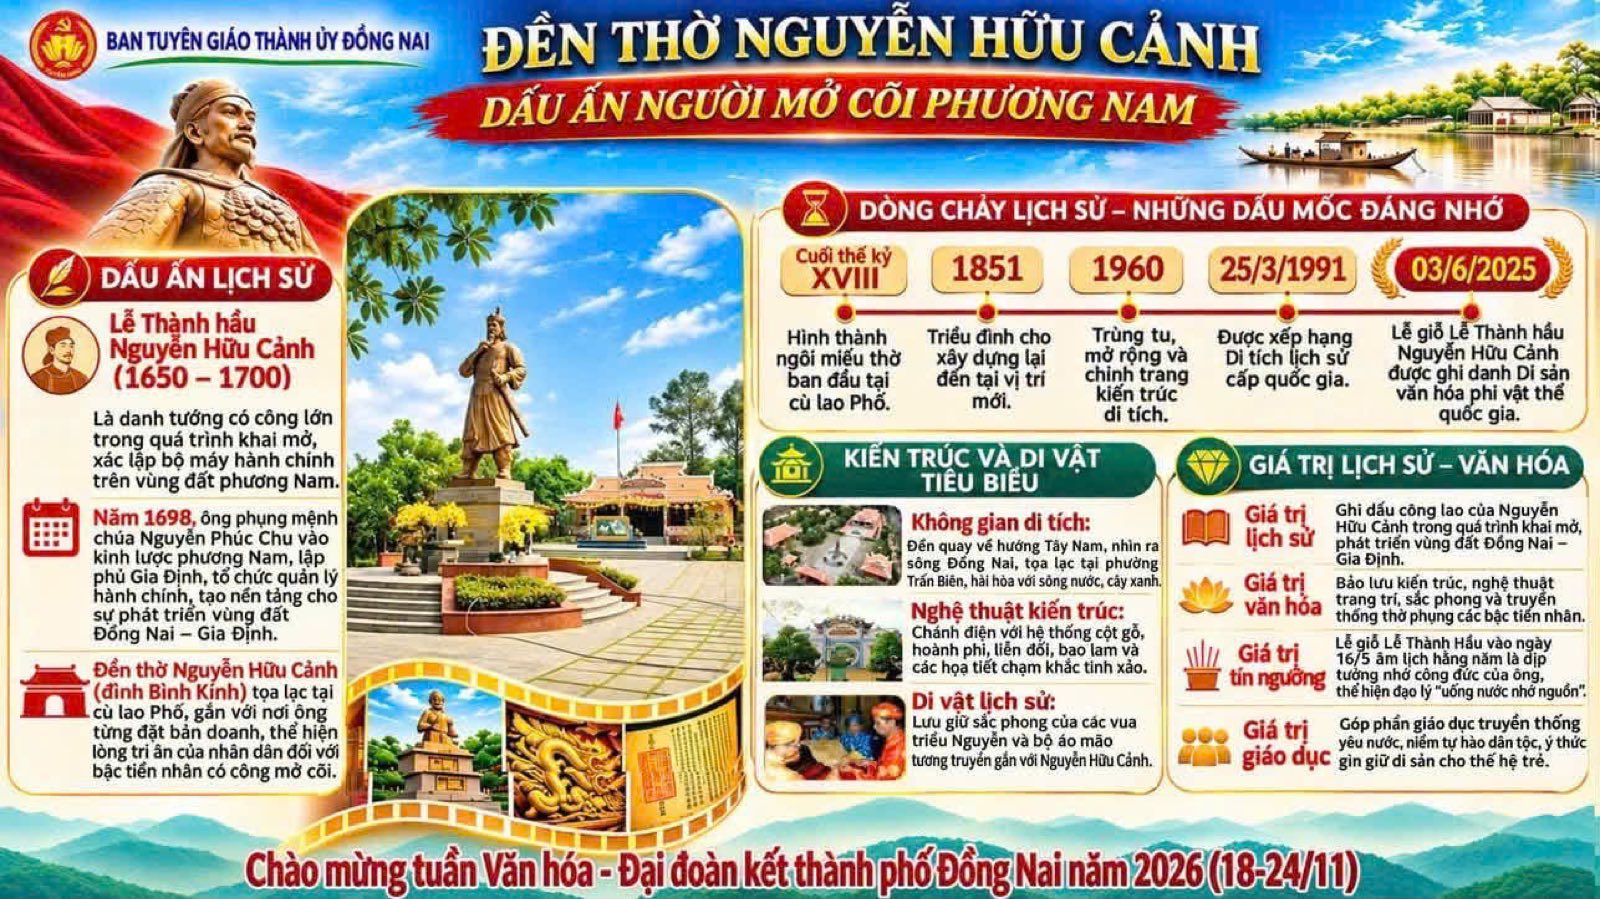 BAN TUYÊN GIÁO THÀNH ỦY ĐỒNG NAI
ĐỀN THỜ NGUYỄN HỮU CẢNH
DẤU ẤN NGƯỜI MỞ CÕI PHƯƠNG NAM
DẤU ẤN LỊCH SỬ
Lễ Thành hầu
Nguyễn Hữu Cảnh
(1650 – 1700)
Là danh tướng có công lớn
trong quá trình khai mở,
xác lập bộ máy hành chính
trên vùng đất phương Nam.
Năm 1698, ông phụng mệnh
chúa Nguyễn Phúc Chu vào
kinh lược phương Nam, lập
phủ Gia Định, tổ chức quản lý
hành chính, tạo nền tảng cho
sự phát triển vùng đất
Đồng Nai – Gia Định.
Đền thờ Nguyễn Hữu Cảnh
(đình Bình Kính) tọa lạc tại
cù lao Phố, gắn với nơi ông
từng đặt bản doanh, thể hiện
lòng tri ân của nhân dân đối với
bậc tiền nhân có công mở cõi.
DÒNG CHẢY LỊCH SỬ – NHỮNG DẤU MỐC ĐÁNG NHỚ
Cuối thế kỷ
XVIII
Hình thành
ngôi miếu thờ
ban đầu tại
cù lao Phố.
1851
Triều đình cho
xây dựng lại
đền tại vị trí
mới.
1960
Trùng tu,
mở rộng và
chỉnh trang
kiến trúc
di tích.
25/3/1991
Được xếp hạng
Di tích lịch sử
cấp quốc gia.
03/6/2025
Lễ giỗ Lễ Thành hầu
Nguyễn Hữu Cảnh
được ghi danh Di sản
văn hóa phi vật thể
quốc gia.
KIẾN TRÚC VÀ DI VẬT
TIÊU BIỂU
Không gian di tích:
Đền quay về hướng Tây Nam, nhìn ra
sông Đồng Nai, tọa lạc tại phường
Trấn Biên, hài hòa với sông nước, cây xanh.
Nghệ thuật kiến trúc:
Chánh điện với hệ thống cột gỗ,
hoành phi, liễn đối, bao lam và
các họa tiết chạm khắc tinh xảo.
Di vật lịch sử:
Lưu giữ sắc phong của các vua
triều Nguyễn và bộ áo mão
tương truyền gắn với Nguyễn Hữu Cảnh.
GIÁ TRỊ LỊCH SỬ – VĂN HÓA
Giá trị
lịch sử
Ghi dấu công lao của Nguyễn
Hữu Cảnh trong quá trình khai mở,
phát triển vùng đất Đồng Nai –
Gia Định.
Giá trị
văn hóa
Bảo lưu kiến trúc, nghệ thuật
trang trí, sắc phong và truyền
thống thờ phụng các bậc tiền nhân.
Giá trị
tín ngưỡng
Lễ giỗ Lễ Thành Hầu vào ngày
16/5 âm lịch hằng năm là dịp
tưởng nhớ công đức của ông,
thể hiện đạo lý "uống nước nhớ nguồn".
Giá trị
giáo dục
Góp phần giáo dục truyền thống
yêu nước, niềm tự hào dân tộc, ý thức
gìn giữ di sản cho thế hệ trẻ.
Chào mừng tuần Văn hóa - Đại đoàn kết thành phố Đồng Nai năm 2026 (18-24/11)